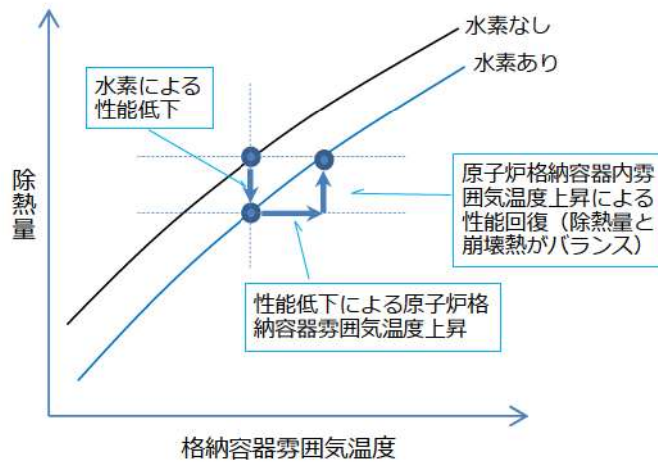 水素なし
水素あり
水素による
性能低下
除熱量
原子炉格納容器内雰
囲気温度上昇による
性能回復（除熱量と
崩壊熱がバランス）
性能低下による原子炉格
納容器雰囲気温度上昇
格納容器雰囲気温度